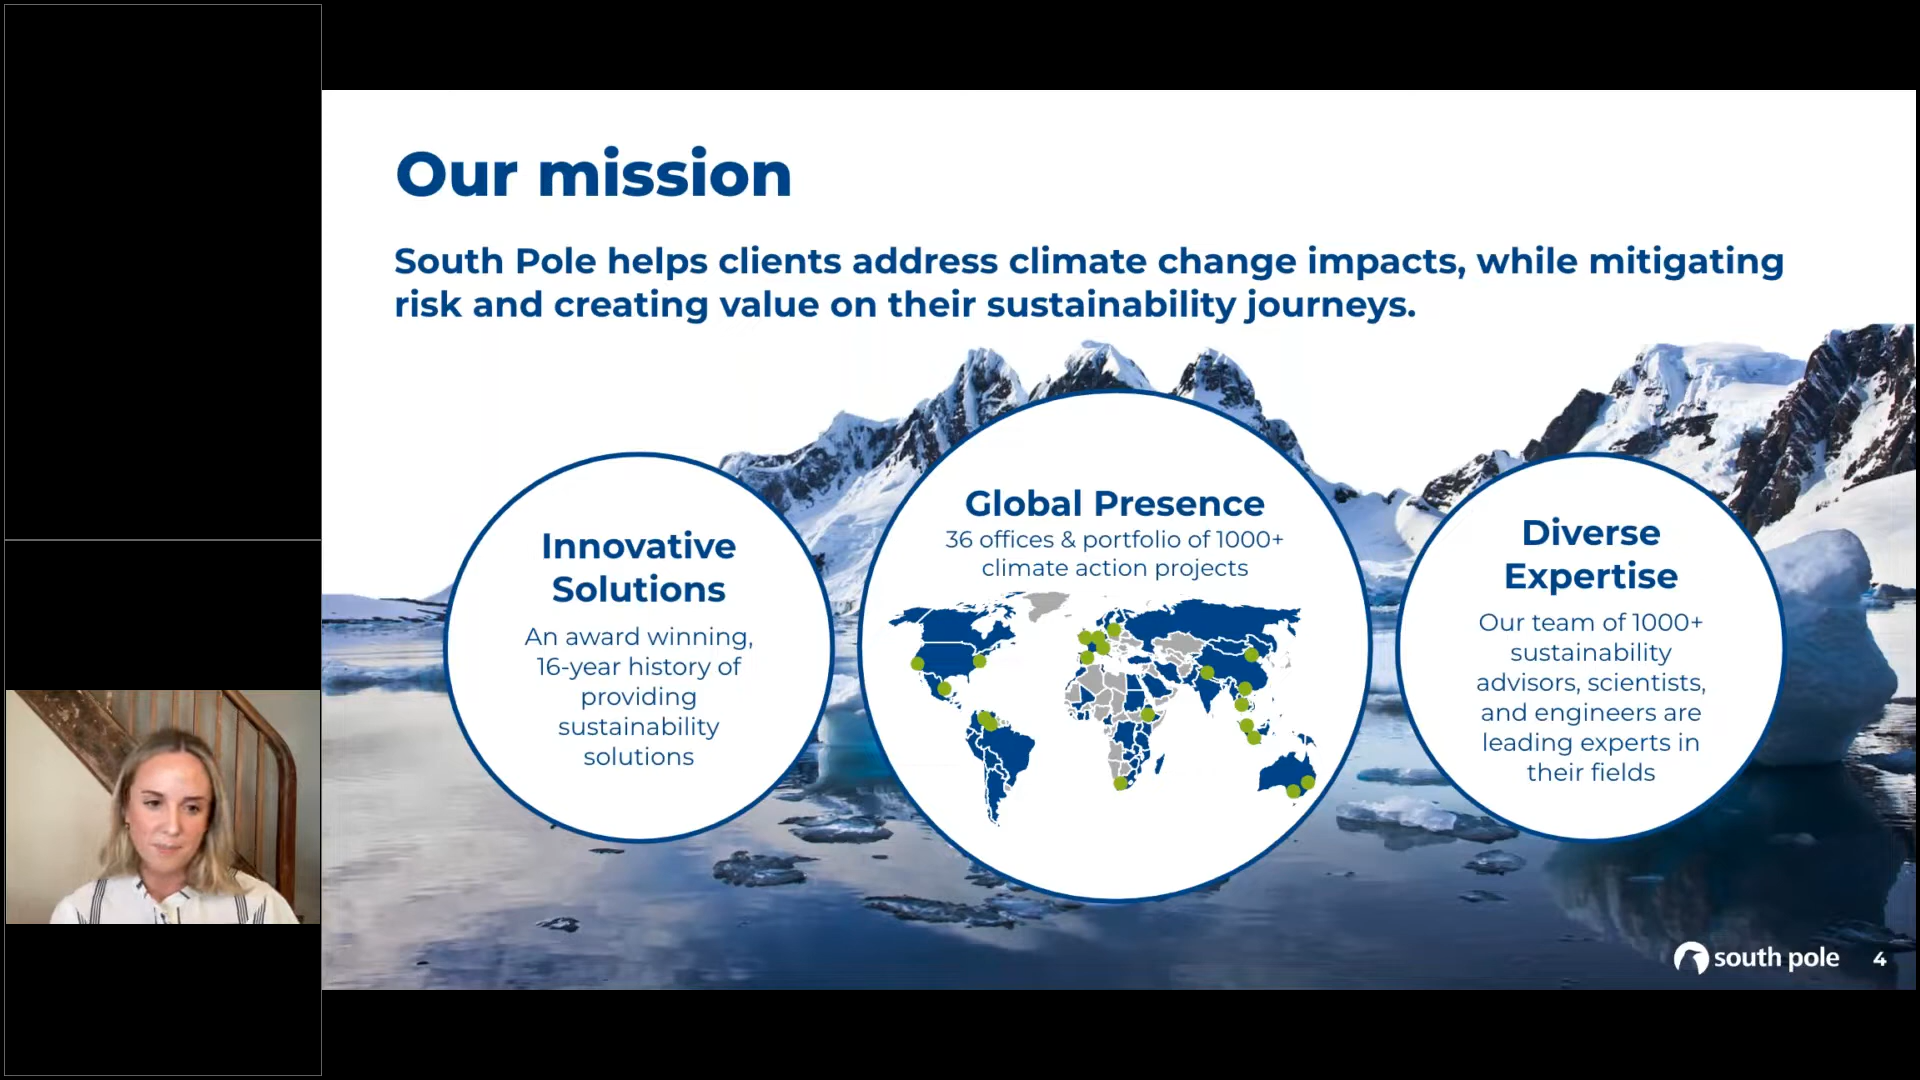 Our mission
South Pole helps clients address climate change impacts, while mitigating
risk and creating value on their sustainability journeys.
Innovative
Solutions
An award winning,
16-year history of
providing
sustainability
solutions
Global Presence
36 offices & portfolio of 1000+
climate action projects
Diverse
Expertise
Our team of 1000+
sustainability
advisors, scientists,
and engineers are
leading experts in
their fields
south pole
4